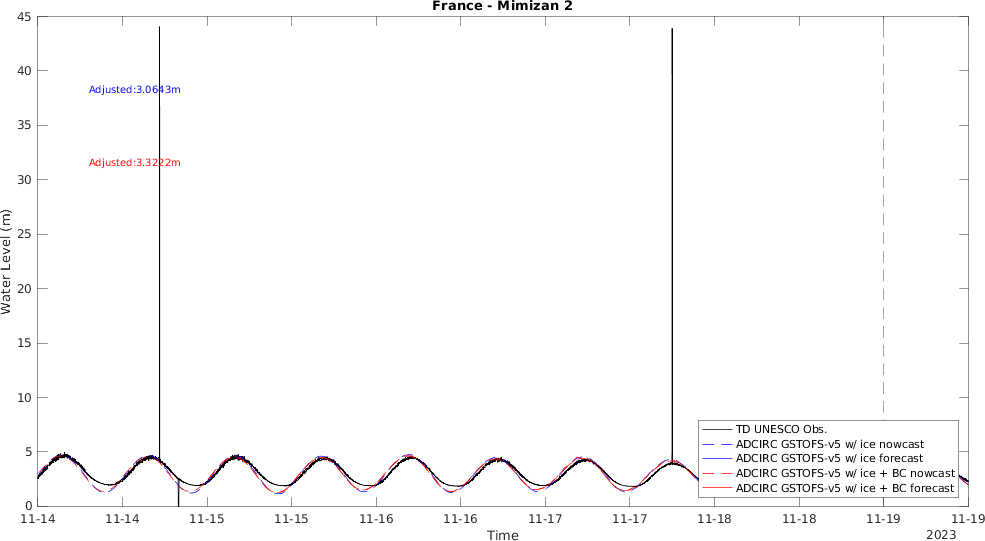 France - Mimizan 2
Water Level (m)
45
40
35
30
25
20
15
10
5
0
Adjusted:3.0643m
Adjusted:3.3222m
TD UNESCO Obs.
ADCIRC GSTOFS-v5 w/ ice nowcast
ADCIRC GSTOFS-v5 w/ ice forecast
ADCIRC GSTOFS-v5 w/ ice + BC nowcast
ADCIRC GSTOFS-v5 w/ ice + BC forecast
11-14 11-14 11-15 11-15 11-16 11-16 11-17 11-17 11-18 11-18 11-19 11-19
Time
2023